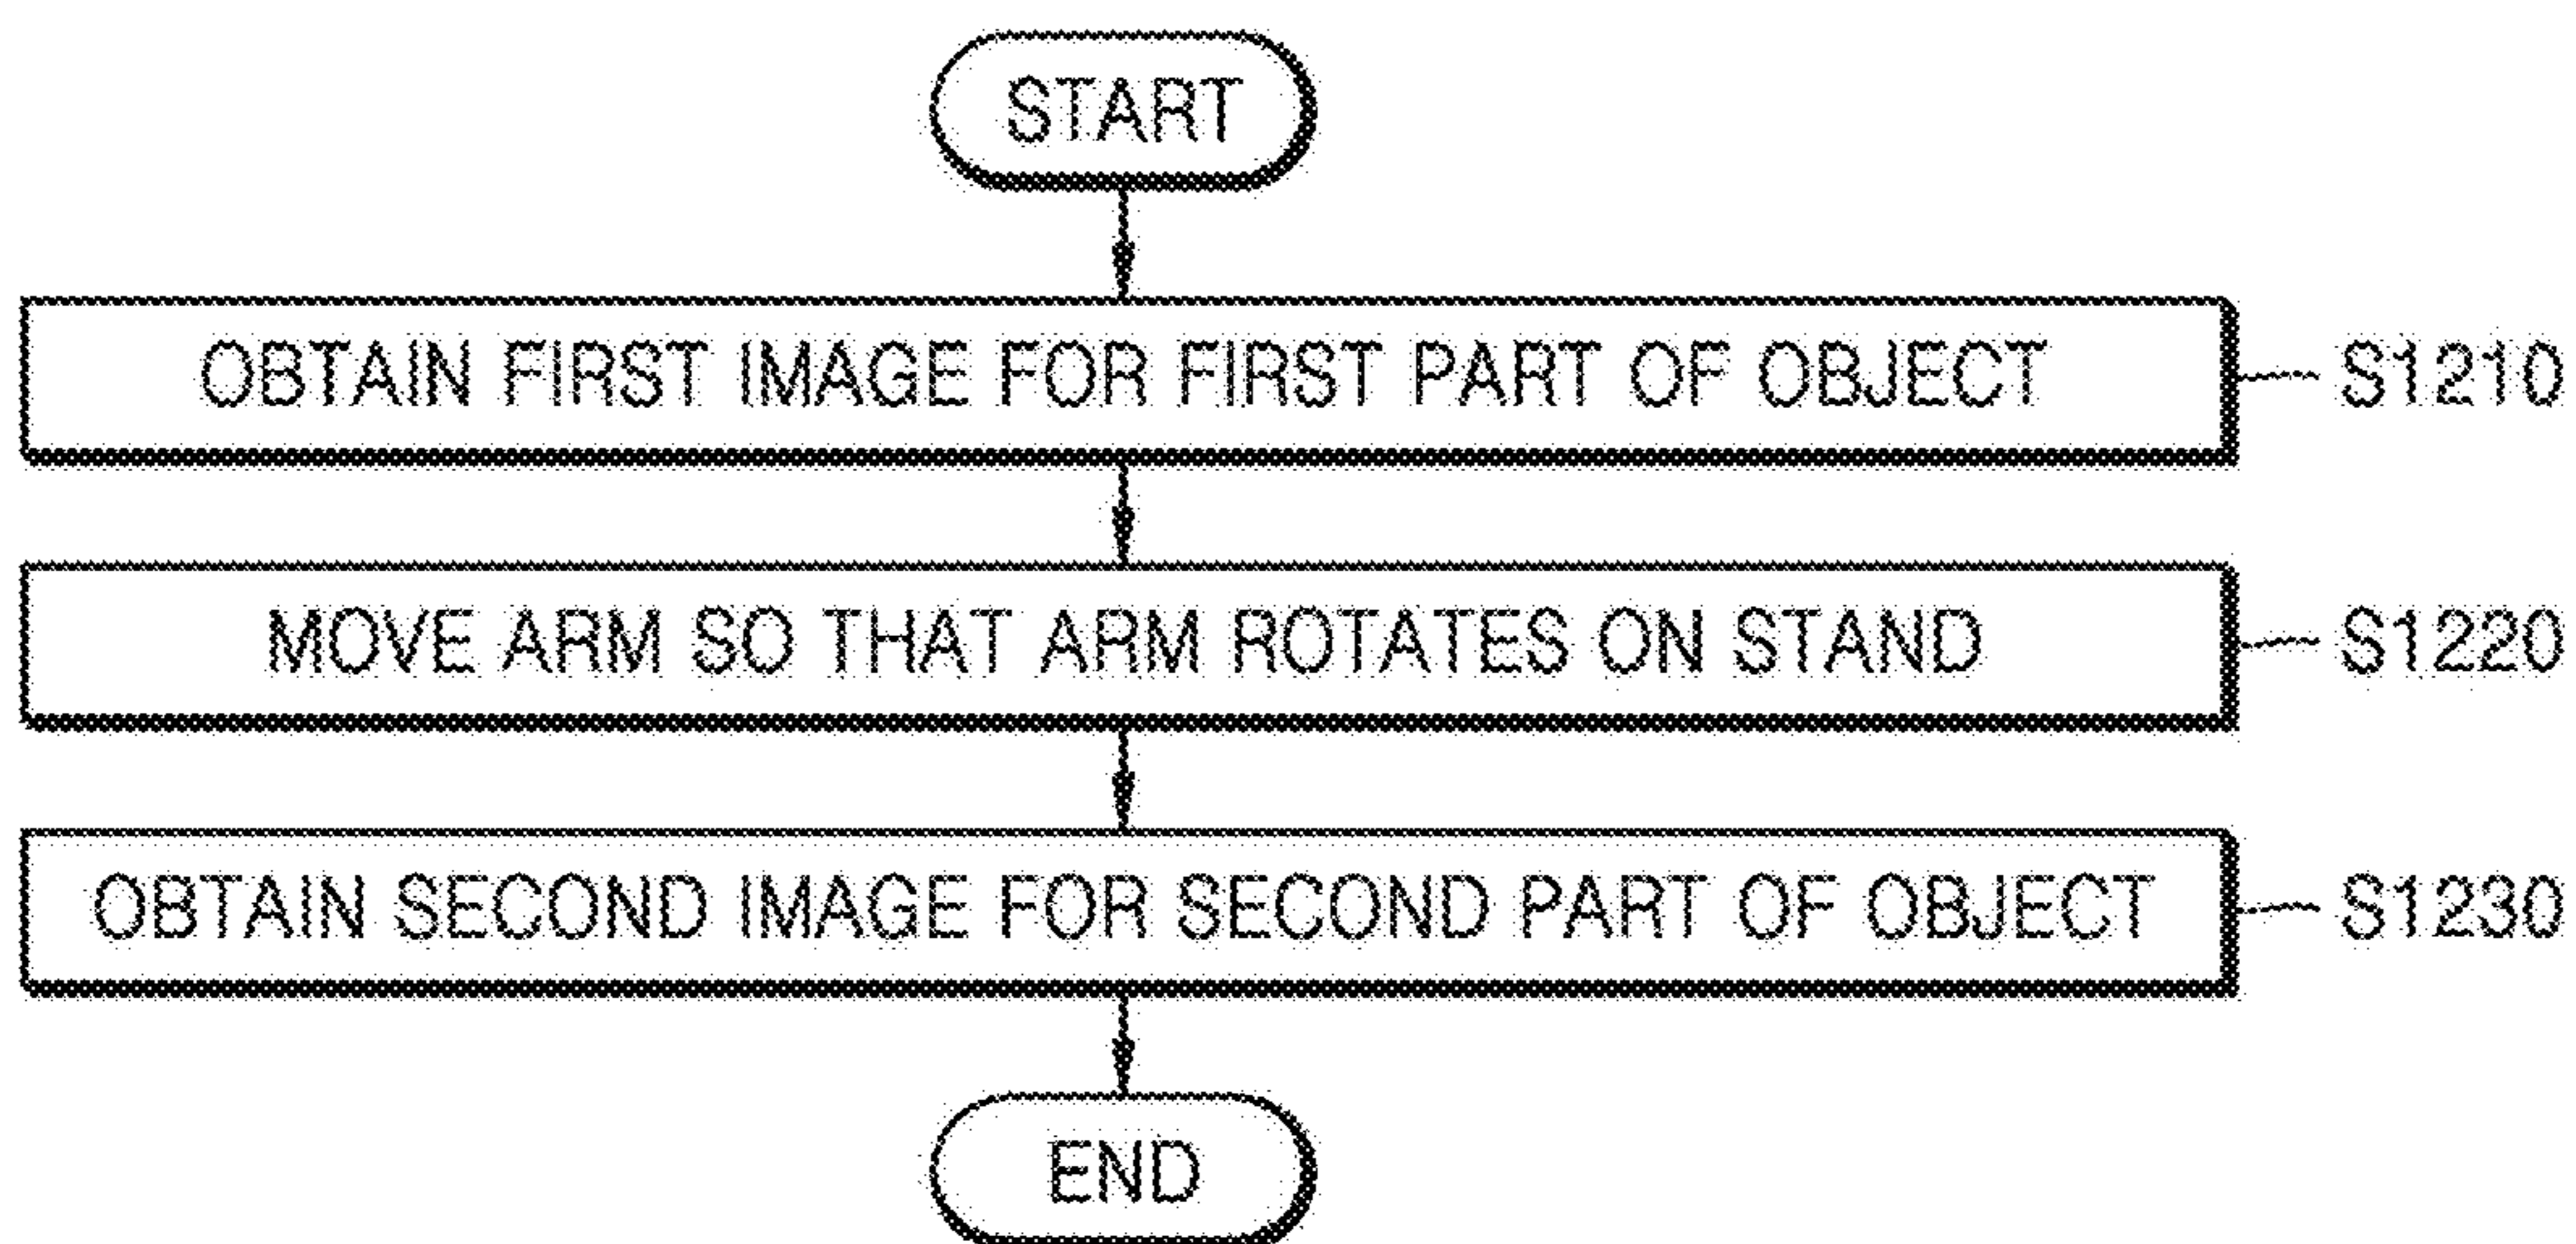 START
OBTAIN FIRST IMAGE FOR FIRST PART OF OBJECT
S1210
MOVE ARM SO THAT ARM ROTATES ON STAND
S1220
OBTAIN SECOND IMAGE FOR SECOND PART OF OBJECT
S1230
END